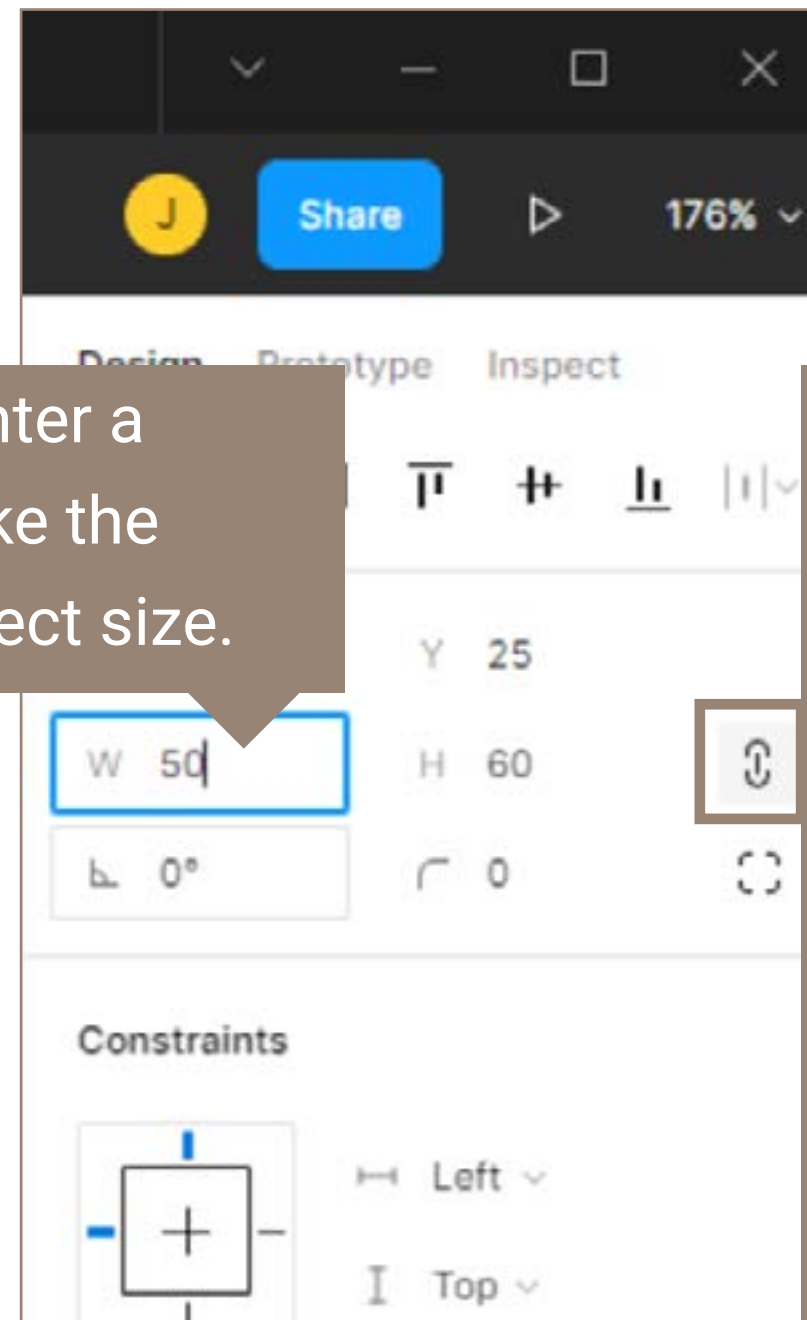 J Share 176%
Design Prototype Inspect
nter a
ke the
ect size.
Y 25
W 50 H 60
0° 0
Constraints
Left
Top